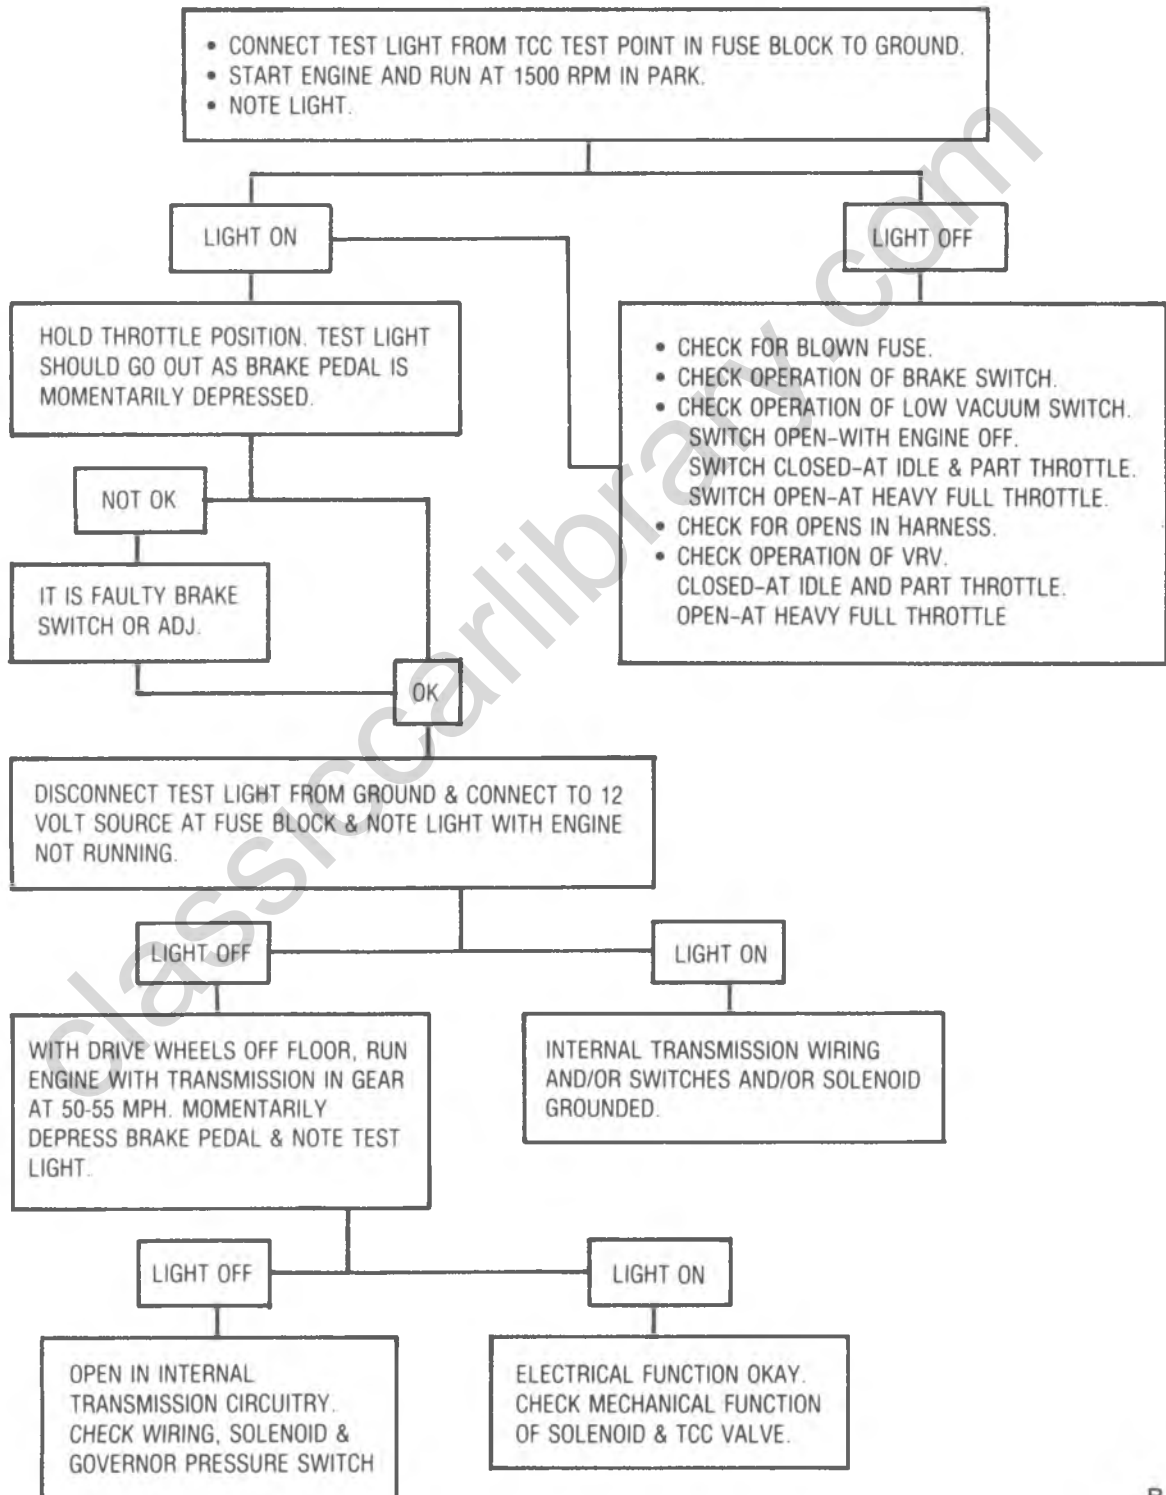 • CONNECT TEST LIGHT FROM TCC TEST POINT IN FUSE BLOCK TO GROUND.
• START ENGINE AND RUN AT 1500 RPM IN PARK.
• NOTE LIGHT.
LIGHT ON
LIGHT OFF
HOLD THROTTLE POSITION. TEST LIGHT
SHOULD GO OUT AS BRAKE PEDAL IS
MOMENTARILY DEPRESSED.
• CHECK FOR BLOWN FUSE.
• CHECK OPERATION OF BRAKE SWITCH.
• CHECK OPERATION OF LOW VACUUM SWITCH.
SWITCH OPEN–WITH ENGINE OFF.
SWITCH CLOSED–AT IDLE & PART THROTTLE.
SWITCH OPEN–AT HEAVY FULL THROTTLE.
• CHECK FOR OPENS IN HARNESS.
• CHECK OPERATION OF VRV.
CLOSED–AT IDLE AND PART THROTTLE.
OPEN–AT HEAVY FULL THROTTLE
NOT OK
IT IS FAULTY BRAKE
SWITCH OR ADJ.
OK
DISCONNECT TEST LIGHT FROM GROUND & CONNECT TO 12
VOLT SOURCE AT FUSE BLOCK & NOTE LIGHT WITH ENGINE
NOT RUNNING.
LIGHT OFF
LIGHT ON
WITH DRIVE WHEELS OFF FLOOR, RUN
ENGINE WITH TRANSMISSION IN GEAR
AT 50-55 MPH. MOMENTARILY
DEPRESS BRAKE PEDAL & NOTE TEST
LIGHT.
INTERNAL TRANSMISSION WIRING
AND/OR SWITCHES AND/OR SOLENOID
GROUNDED.
LIGHT OFF
LIGHT ON
OPEN IN INTERNAL
TRANSMISSION CIRCUITRY.
CHECK WIRING, SOLENOID &
GOVERNOR PRESSURE SWITCH
ELECTRICAL FUNCTION OKAY.
CHECK MECHANICAL FUNCTION
OF SOLENOID & TCC VALVE.
classiccarlibrary.com